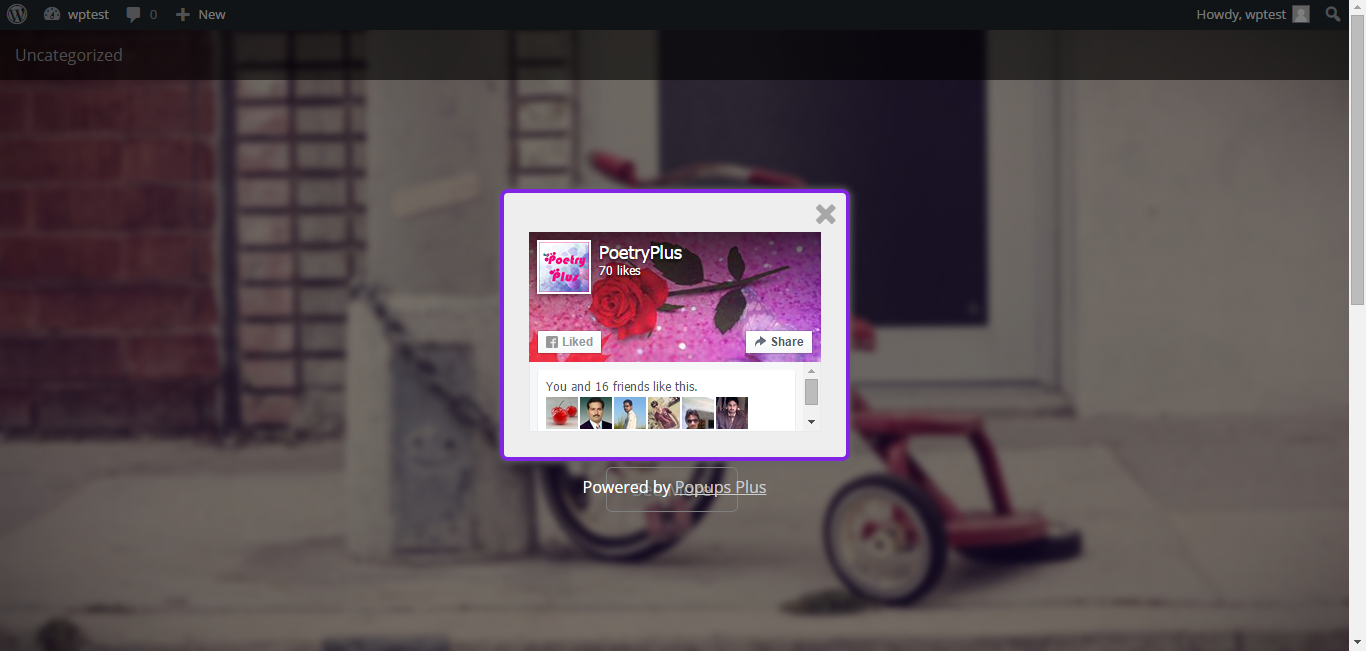 wptest
0
New
Howdy, wptest
Uncategorized
Poetry
Plus
PoetryPlus
70 likes
Liked
Share
You and 16 friends like this.
Powered by Popups Plus